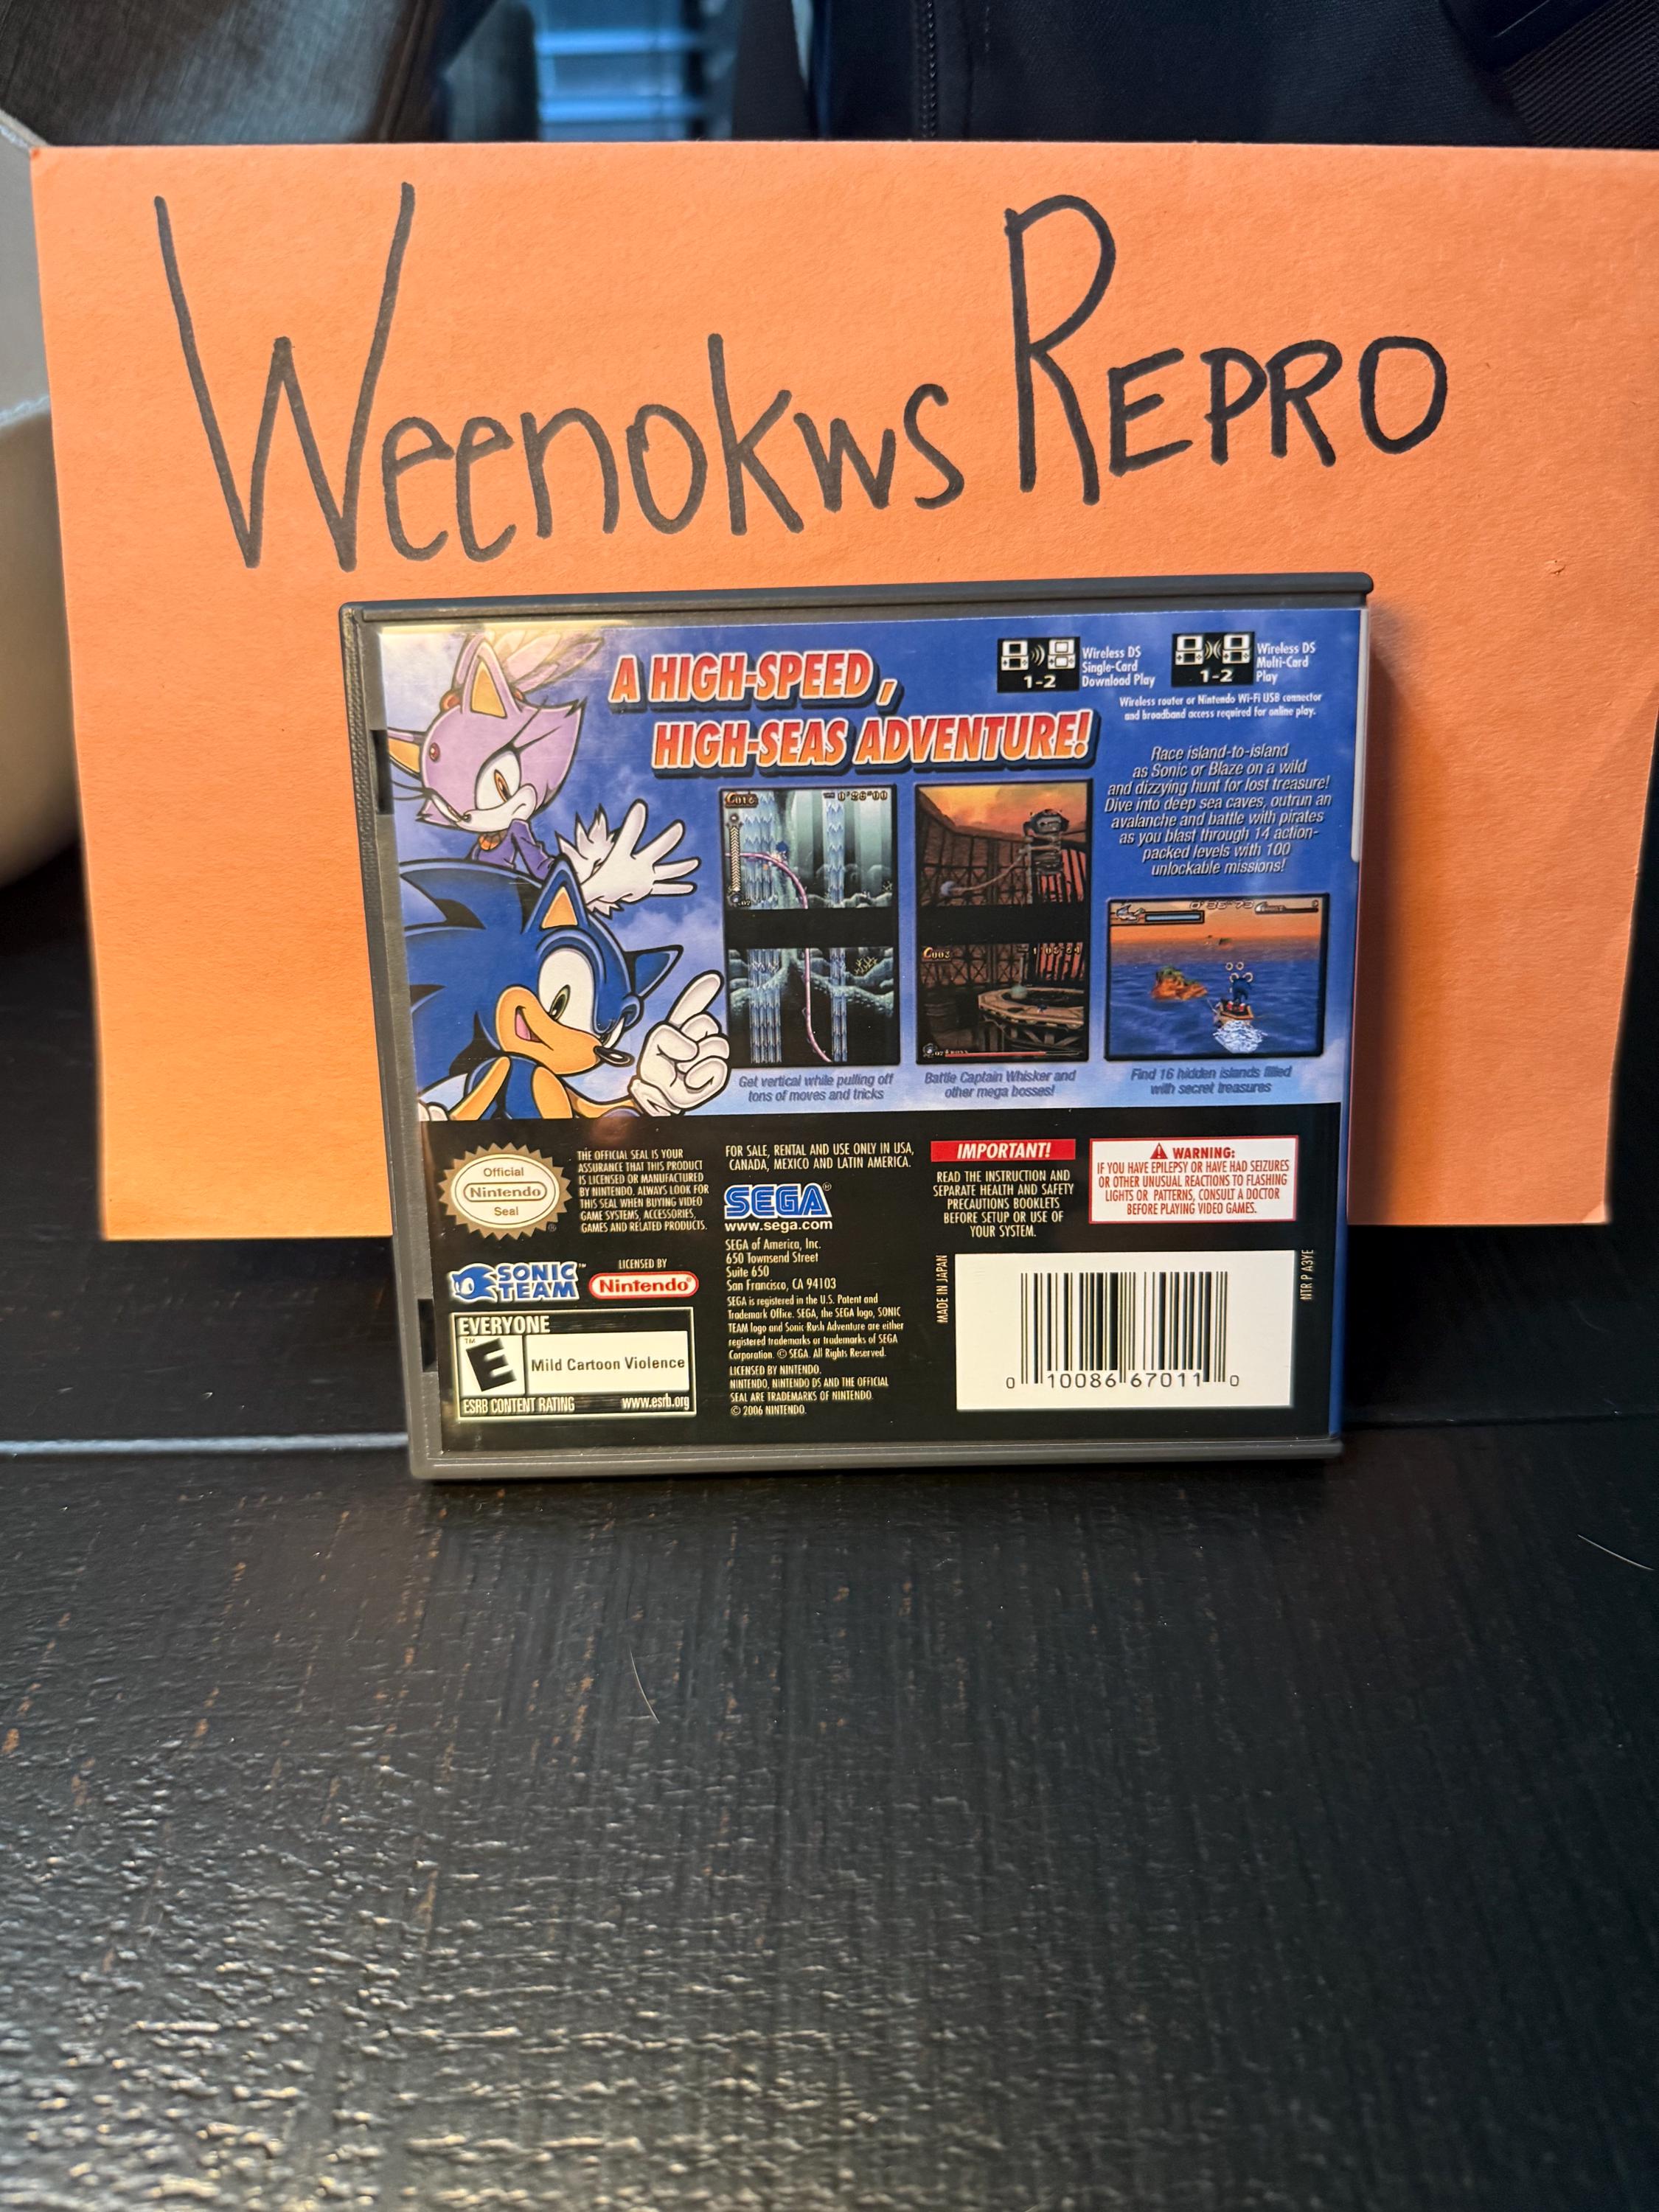 Weenokws REPRO
A HIGH-SPEED,
HIGH-SEAS ADVENTURE!
Wireless DS
Single-Card
Download Play
1-2
Wireless DS
Multi-Card
Play
1-2
Wireless router or Nintendo Wi-Fi USB connector
and broadband access required for online play.
Race island-to-island
as Sonic or Blaze on a wild
and dizzying hunt for lost treasure!
Dive into deep sea caves, outrun an
avalanche and battle with pirates
as you blast through 14 action-
packed levels with 100
unlockable missions!
Get vertical while pulling off
tons of moves and tricks
Battle Captain Whisker and
other mega bosses!
Find 16 hidden islands filled
with secret treasures
Official
Nintendo
Seal
®
THE OFFICIAL SEAL IS YOUR
ASSURANCE THAT THIS PRODUCT
IS LICENSED OR MANUFACTURED
BY NINTENDO. ALWAYS LOOK FOR
THIS SEAL WHEN BUYING VIDEO
GAME SYSTEMS, ACCESSORIES,
GAMES AND RELATED PRODUCTS.
SONIC
TEAM™
LICENSED BY
Nintendo®
EVERYONE
E™
Mild Cartoon Violence
ESRB CONTENT RATING www.esrb.org
FOR SALE, RENTAL AND USE ONLY IN USA,
CANADA, MEXICO AND LATIN AMERICA.
SEGA®
www.sega.com
SEGA of America, Inc.
650 Townsend Street
Suite 650
San Francisco, CA 94103
SEGA is registered in the U.S. Patent and
Trademark Office. SEGA, the SEGA logo, SONIC
TEAM logo and Sonic Rush Adventure are either
registered trademarks or trademarks of SEGA
Corporation. © SEGA. All Rights Reserved.
LICENSED BY NINTENDO.
NINTENDO, NINTENDO DS AND THE OFFICIAL
SEAL ARE TRADEMARKS OF NINTENDO.
© 2006 NINTENDO.
IMPORTANT!
READ THE INSTRUCTION AND
SEPARATE HEALTH AND SAFETY
PRECAUTIONS BOOKLETS
BEFORE SETUP OR USE OF
YOUR SYSTEM.
WARNING:
IF YOU HAVE EPILEPSY OR HAVE HAD SEIZURES
OR OTHER UNUSUAL REACTIONS TO FLASHING
LIGHTS OR PATTERNS, CONSULT A DOCTOR
BEFORE PLAYING VIDEO GAMES.
MADE IN JAPAN
NTR P A3YE
0 10086 67011 0